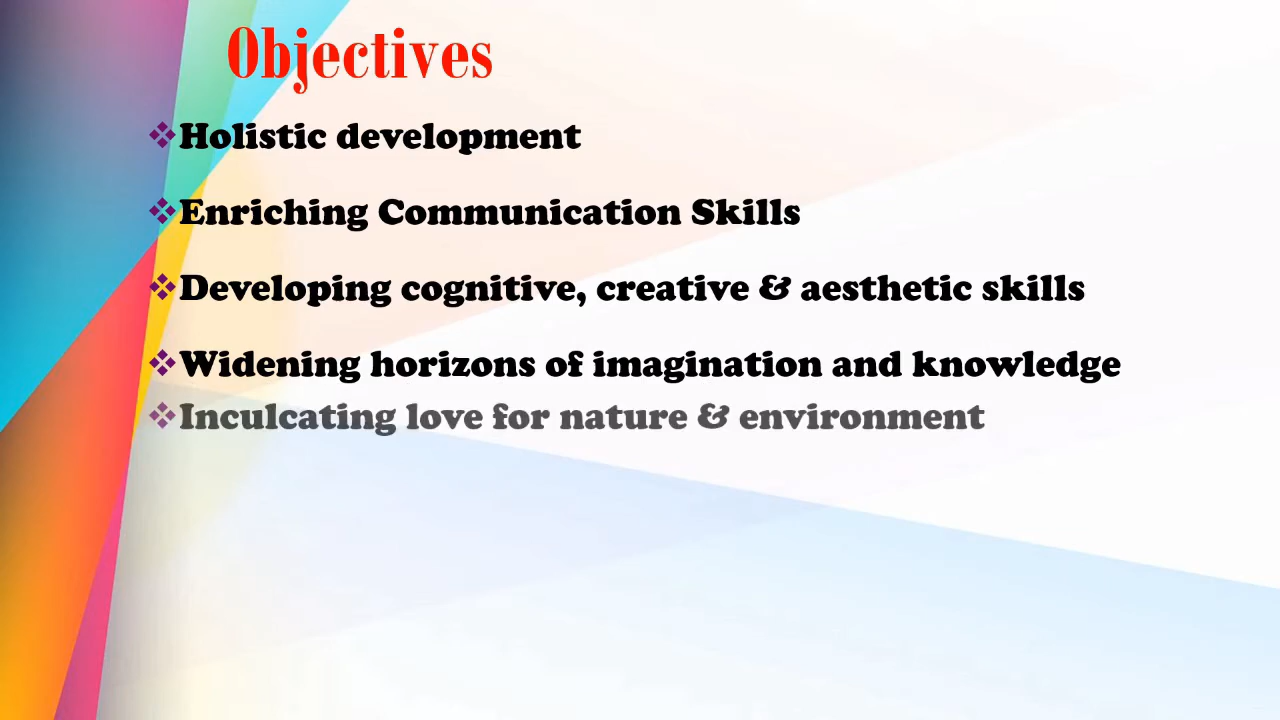 Objectives
❖Holistic development
❖Enriching Communication Skills
❖Developing cognitive, creative & aesthetic skills
❖Widening horizons of imagination and knowledge
❖Inculcating love for nature & environment